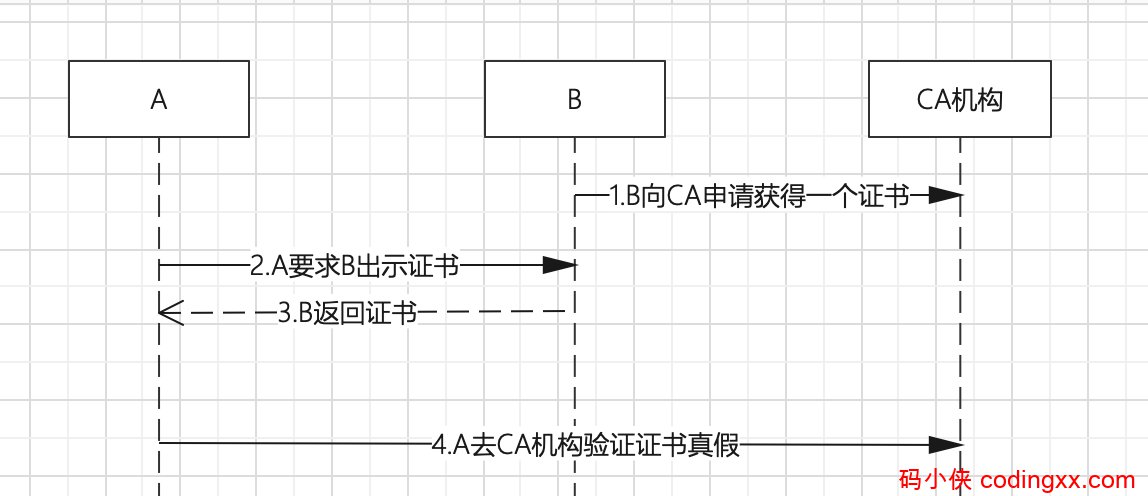 A
B
CA机构
1.B向CA申请获得一个证书
2.A要求B出示证书
3.B返回证书
4.A去CA机构验证证书真假
码小侠 codingxx.com